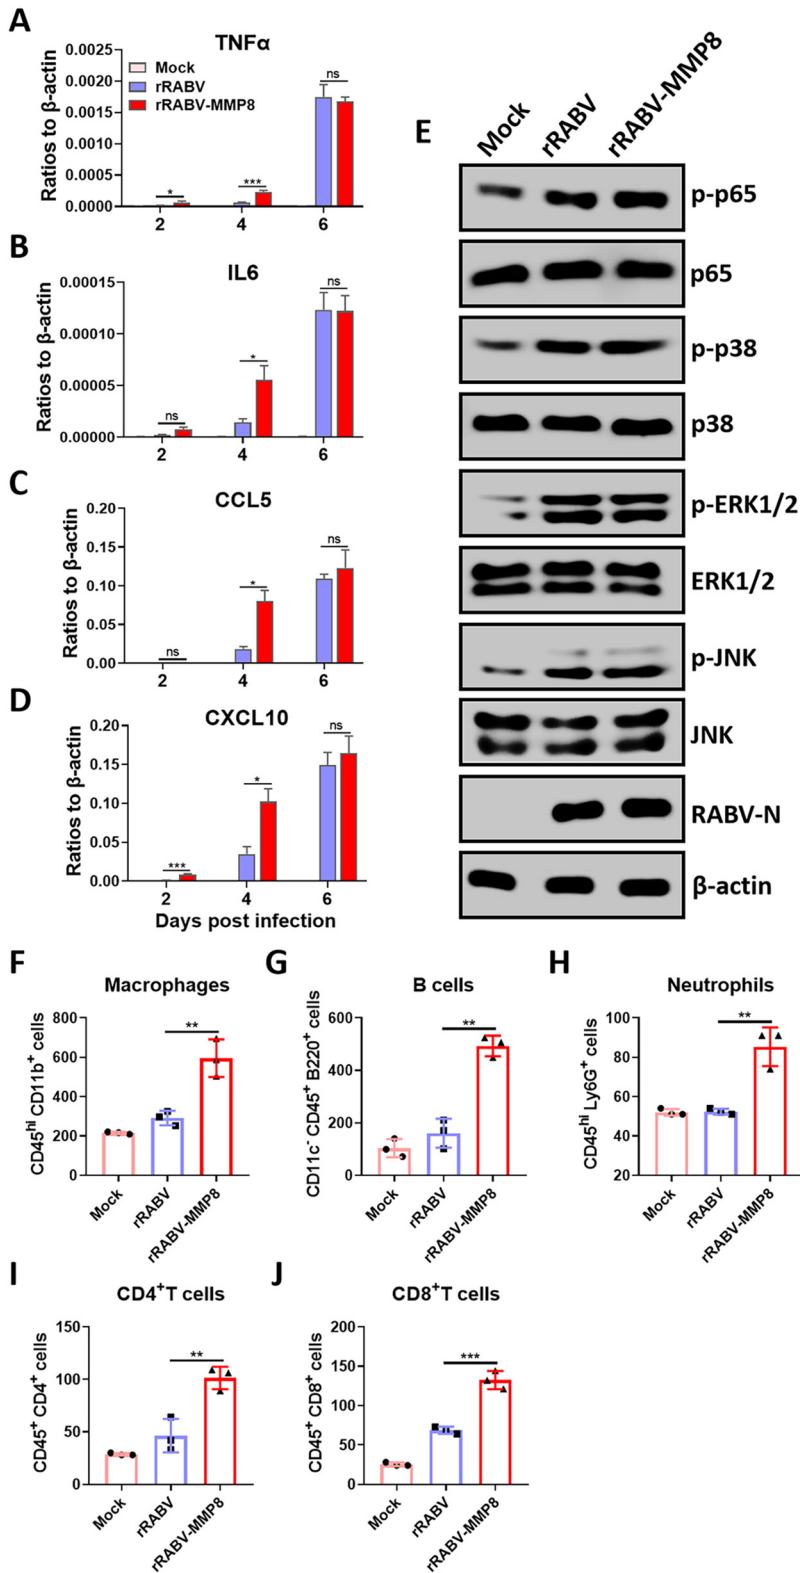 A
TNFα
Ratios to β-actin
0.0025
0.0020
0.0015
0.0010
0.0005
0.0000
Mock
rRABV
rRABV-MMP8
*
***
ns
2 4 6
B
IL6
Ratios to β-actin
0.00015
0.00010
0.00005
0.00000
ns
*
ns
2 4 6
C
CCL5
Ratios to β-actin
0.20
0.15
0.10
0.05
0.00
ns
*
ns
2 4 6
D
CXCL10
Ratios to β-actin
0.20
0.15
0.10
0.05
0.00
***
*
ns
2 4 6
Days post infection
E
Mock
rRABV
rRABV-MMP8
p-p65
p65
p-p38
p38
p-ERK1/2
ERK1/2
p-JNK
JNK
RABV-N
β-actin
F
Macrophages
CD45hi CD11b+ cells
800
600
400
200
0
**
Mock
rRABV
rRABV-MMP8
G
B cells
CD11c- CD45+ B220+ cells
600
400
200
0
**
Mock
rRABV
rRABV-MMP8
H
Neutrophils
CD45hi Ly6G+ cells
100
80
60
40
20
**
Mock
rRABV
rRABV-MMP8
I
CD4+T cells
CD45+ CD4+ cells
150
100
50
0
**
Mock
rRABV
rRABV-MMP8
J
CD8+T cells
CD45+ CD8+ cells
200
150
100
50
0
***
Mock
rRABV
rRABV-MMP8